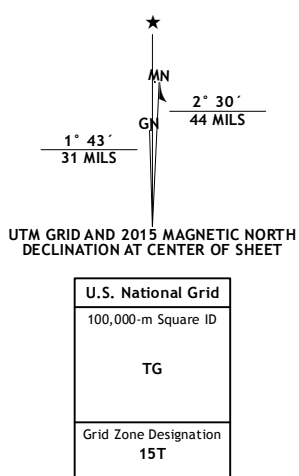 ★
MN
2° 30´
44 MILS
GN
1° 43´
31 MILS
UTM GRID AND 2015 MAGNETIC NORTH
DECLINATION AT CENTER OF SHEET
U.S. National Grid
100,000-m Square ID
TG
Grid Zone Designation
15T